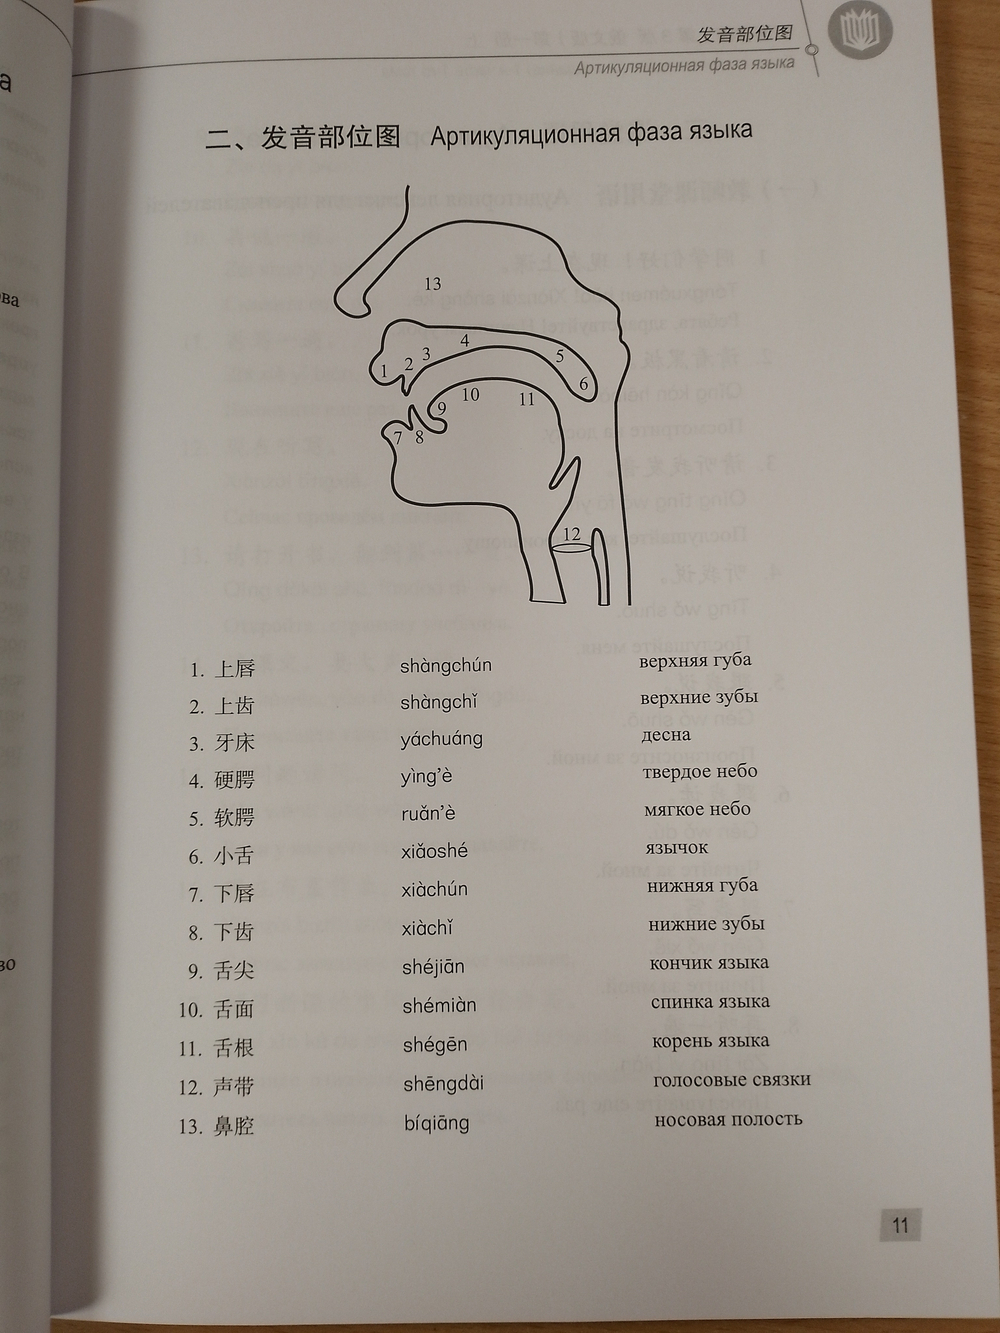 发音部位图
Артикуляционная фаза языка
二、发音部位图 Артикуляционная фаза языка
13
1 2 3 4 5 6
7 8 9 10 11
12
1. 上唇 shàngchún верхняя губа
2. 上齿 shàngchǐ верхние зубы
3. 牙床 yáchuáng десна
4. 硬腭 yìng’è твердое небо
5. 软腭 ruǎn’è мягкое небо
6. 小舌 xiǎoshé язычок
7. 下唇 xiàchún нижняя губа
8. 下齿 xiàchǐ нижние зубы
9. 舌尖 shéjiān кончик языка
10. 舌面 shémiàn спинка языка
11. 舌根 shégēn корень языка
12. 声带 shēngdài голосовые связки
13. 鼻腔 bíqiāng носовая полость
11